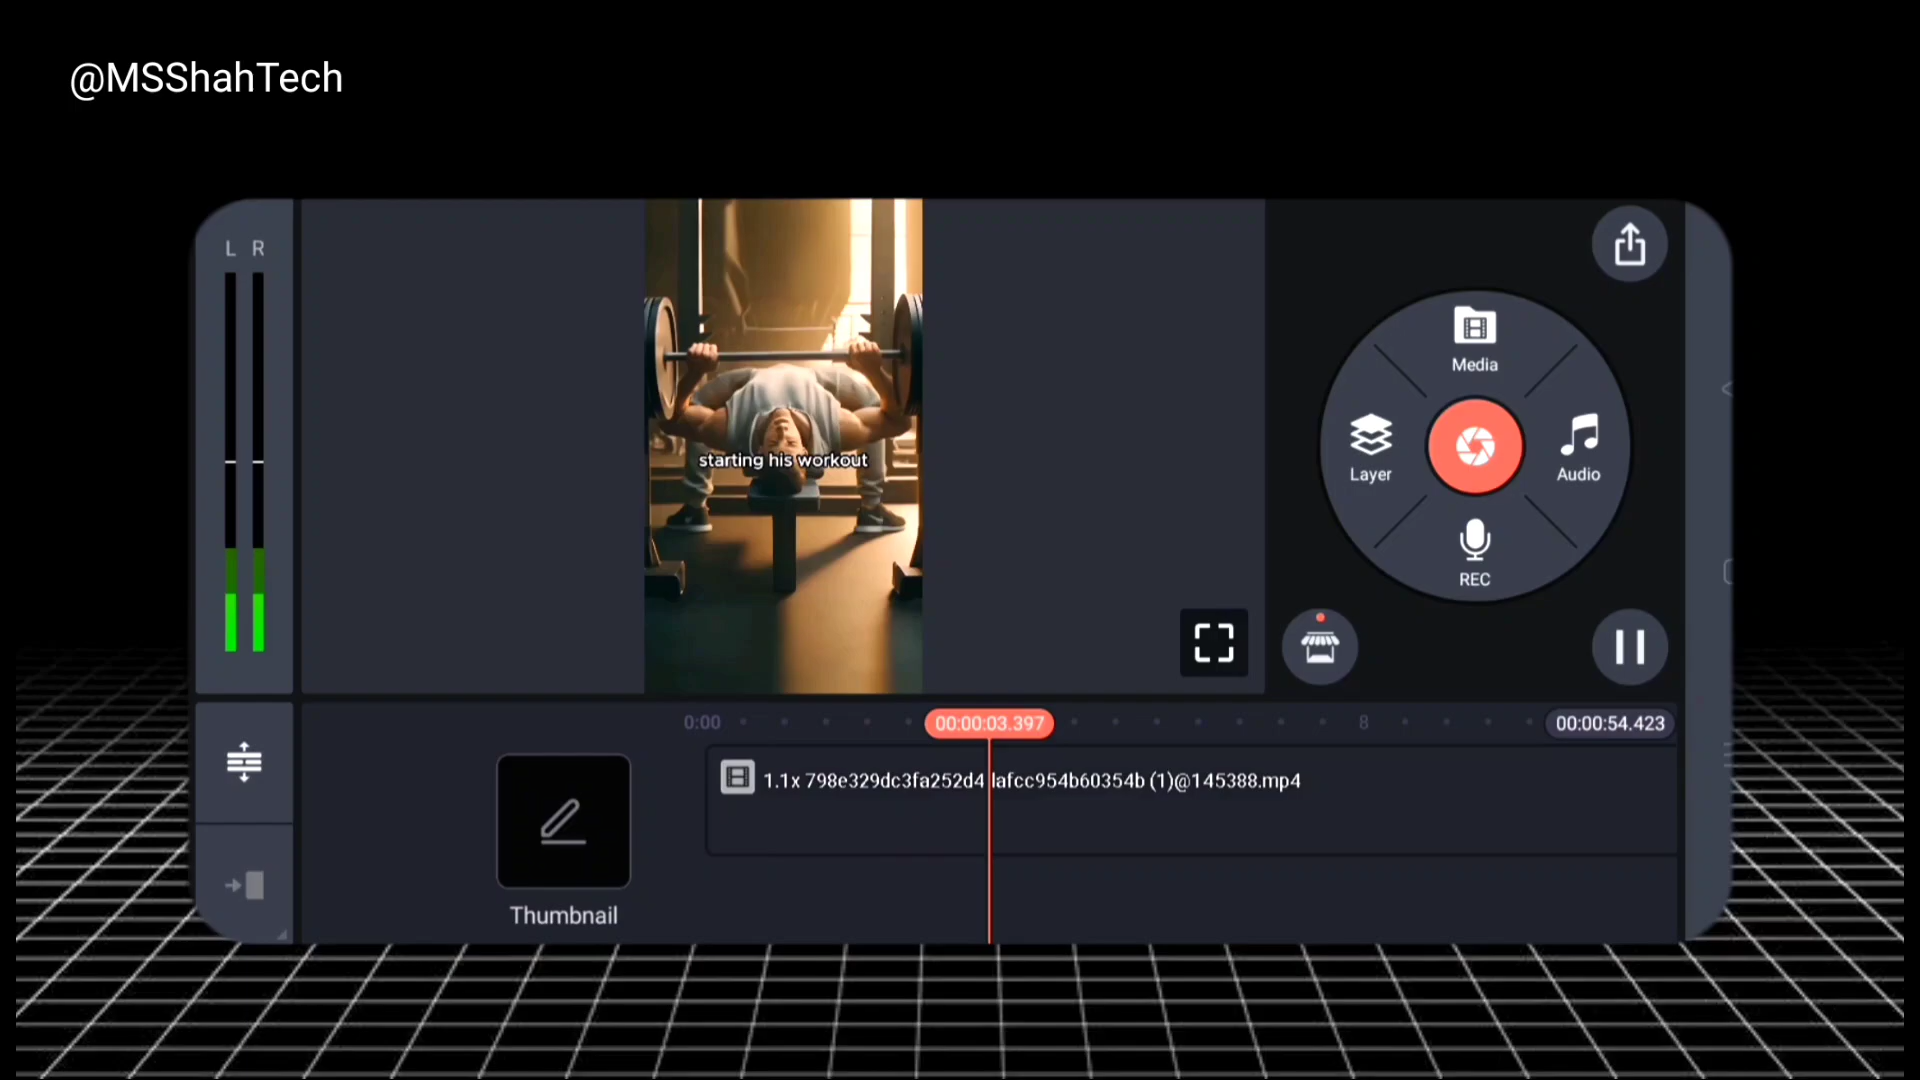 @MSShahTech
L R
Media
Layer
Audio
REC
starting his workout
0:00
00:00:03.397
8
00:00:54.423
1.1x 798e329dc3fa252d4 lafcc954b60354b (1)@145388.mp4
Thumbnail